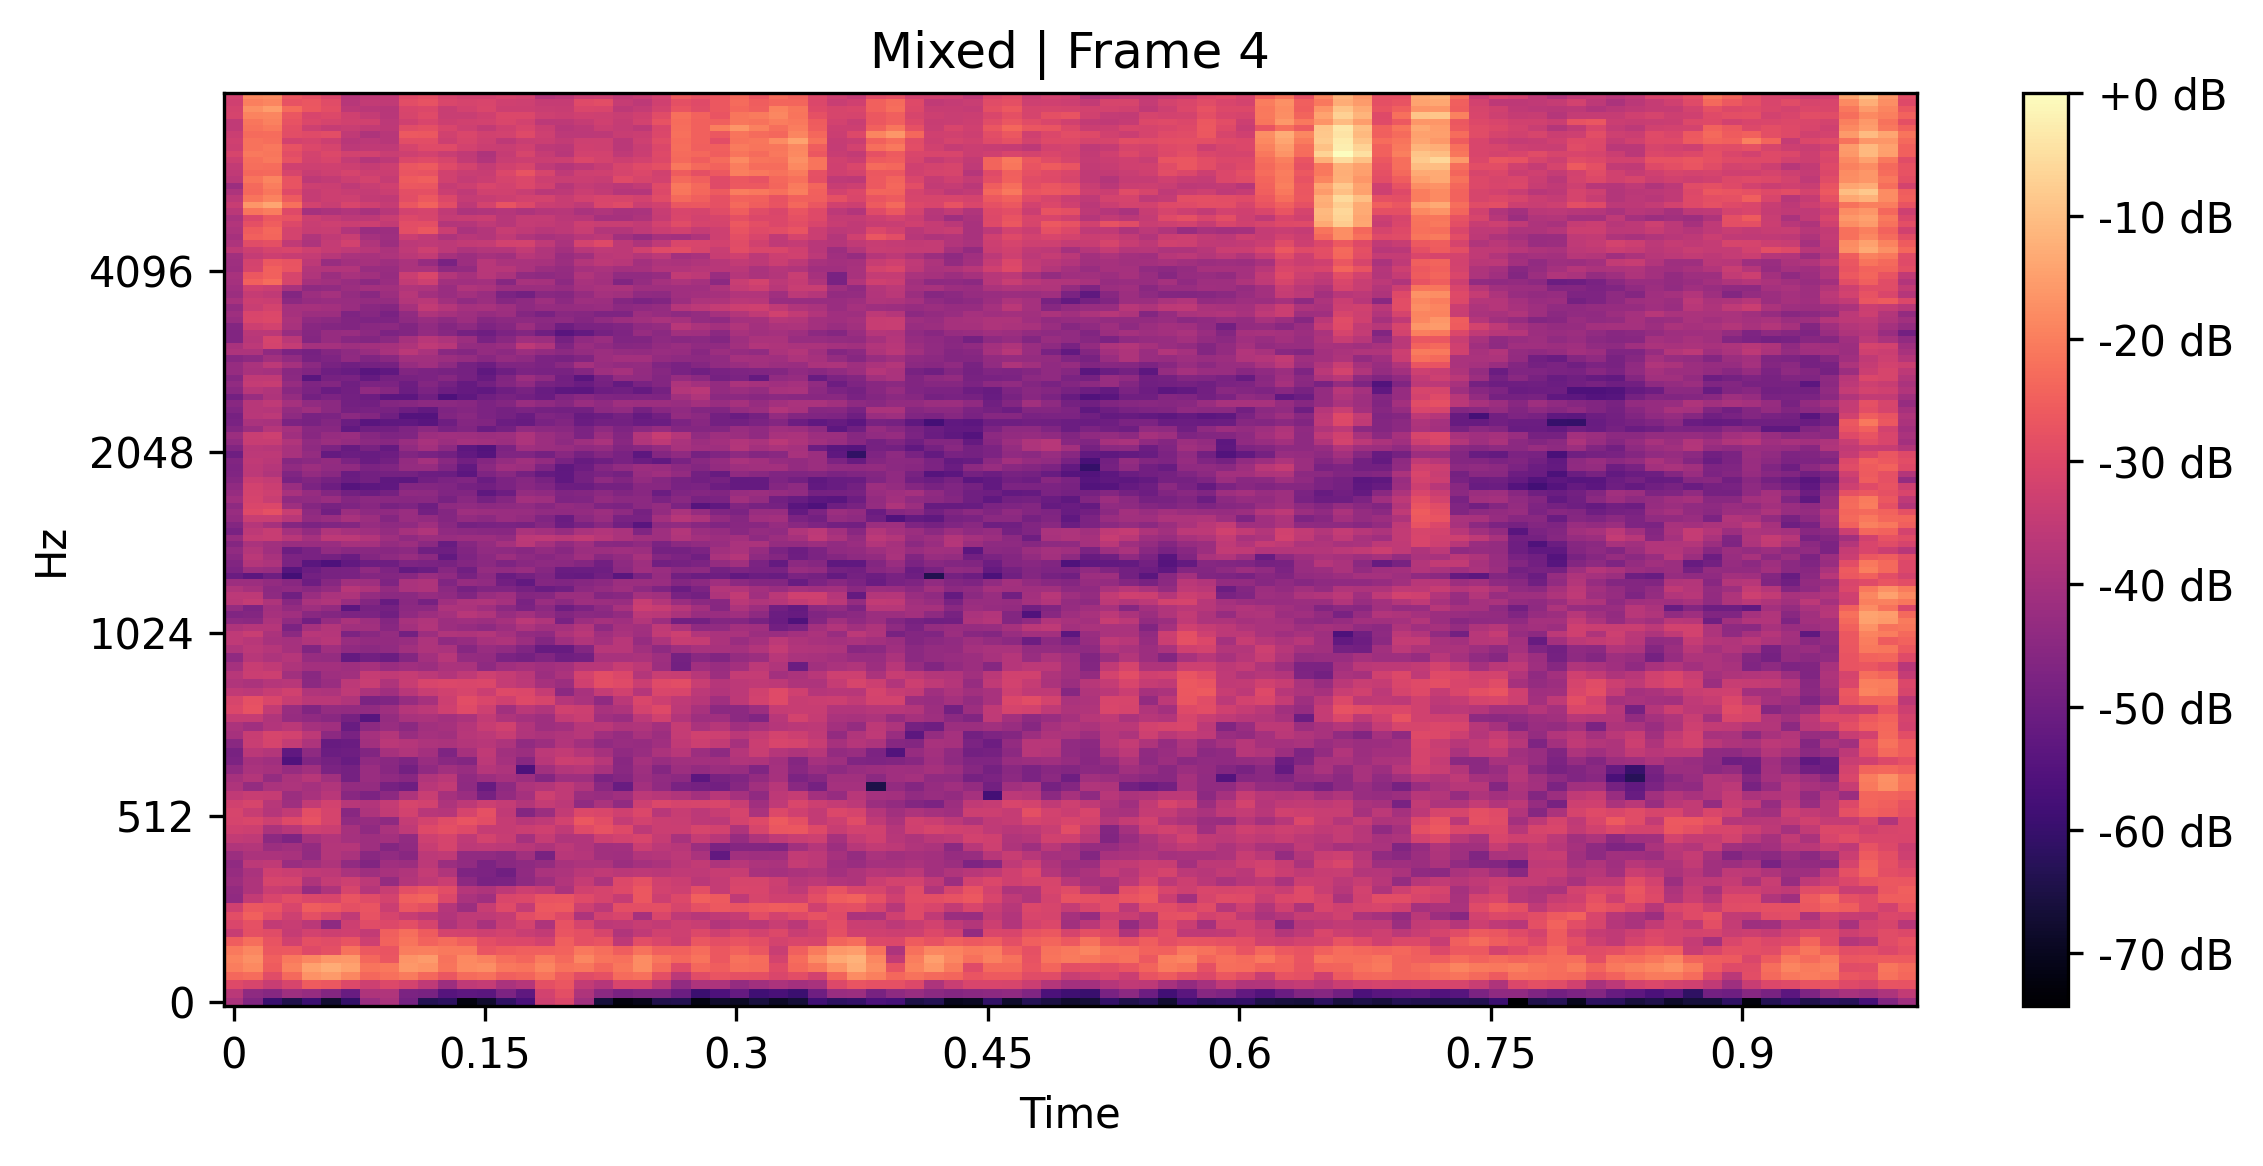 Mixed | Frame 4
+0 dB
-10 dB
-20 dB
-30 dB
-40 dB
-50 dB
-60 dB
-70 dB
Hz
4096
2048
1024
512
0
0 0.15 0.3 0.45 0.6 0.75 0.9
Time